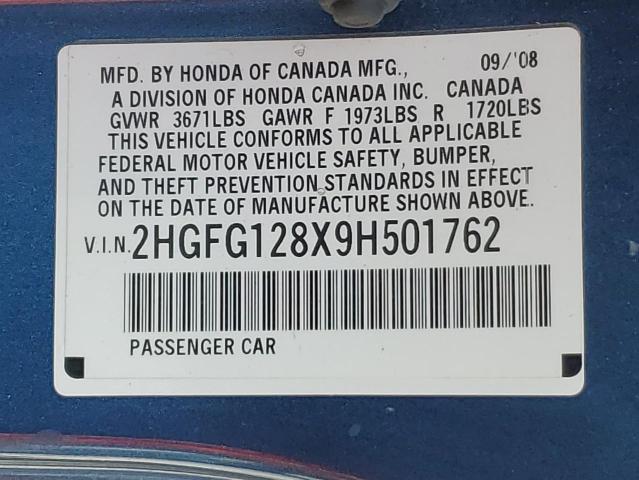 MFD. BY HONDA OF CANADA MFG., 09/'08
A DIVISION OF HONDA CANADA INC. CANADA
GVWR 3671LBS GAWR F 1973LBS R 1720LBS
THIS VEHICLE CONFORMS TO ALL APPLICABLE
FEDERAL MOTOR VEHICLE SAFETY, BUMPER,
AND THEFT PREVENTION STANDARDS IN EFFECT
ON THE DATE OF MANUFACTURE SHOWN ABOVE.
V.I.N. 2HGFG128X9H501762
PASSENGER CAR